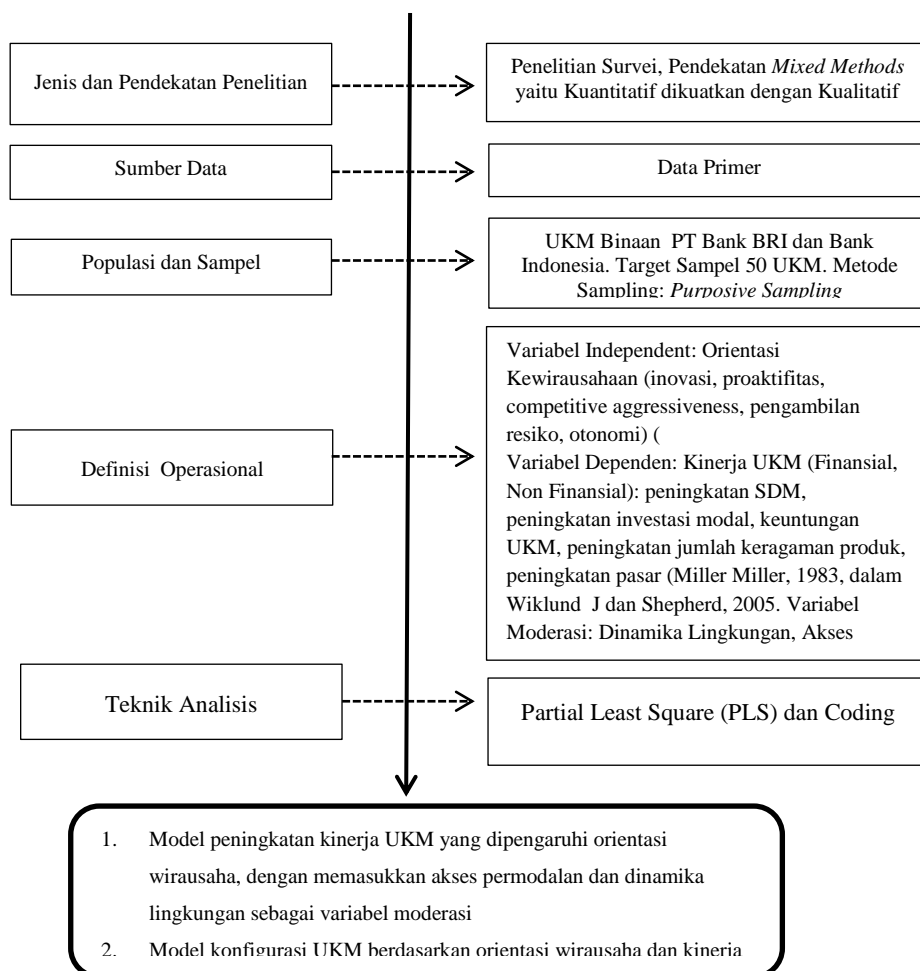 Jenis dan Pendekatan Penelitian
Penelitian Survei, Pendekatan Mixed Methods
yaitu Kuantitatif dikuatkan dengan Kualitatif
Sumber Data
Data Primer
Populasi dan Sampel
UKM Binaan PT Bank BRI dan Bank
Indonesia. Target Sampel 50 UKM. Metode
Sampling: Purposive Sampling
Definisi Operasional
Variabel Independent: Orientasi
Kewirausahaan (inovasi, proaktifitas,
competitive aggressiveness, pengambilan
resiko, otonomi) (
Variabel Dependen: Kinerja UKM (Finansial,
Non Finansial): peningkatan SDM,
peningkatan investasi modal, keuntungan
UKM, peningkatan jumlah keragaman produk,
peningkatan pasar (Miller Miller, 1983, dalam
Wiklund J dan Shepherd, 2005. Variabel
Moderasi: Dinamika Lingkungan, Akses
Teknik Analisis
Partial Least Square (PLS) dan Coding
1. Model peningkatan kinerja UKM yang dipengaruhi orientasi
wirausaha, dengan memasukkan akses permodalan dan dinamika
lingkungan sebagai variabel moderasi
2. Model konfigurasi UKM berdasarkan orientasi wirausaha dan kinerja